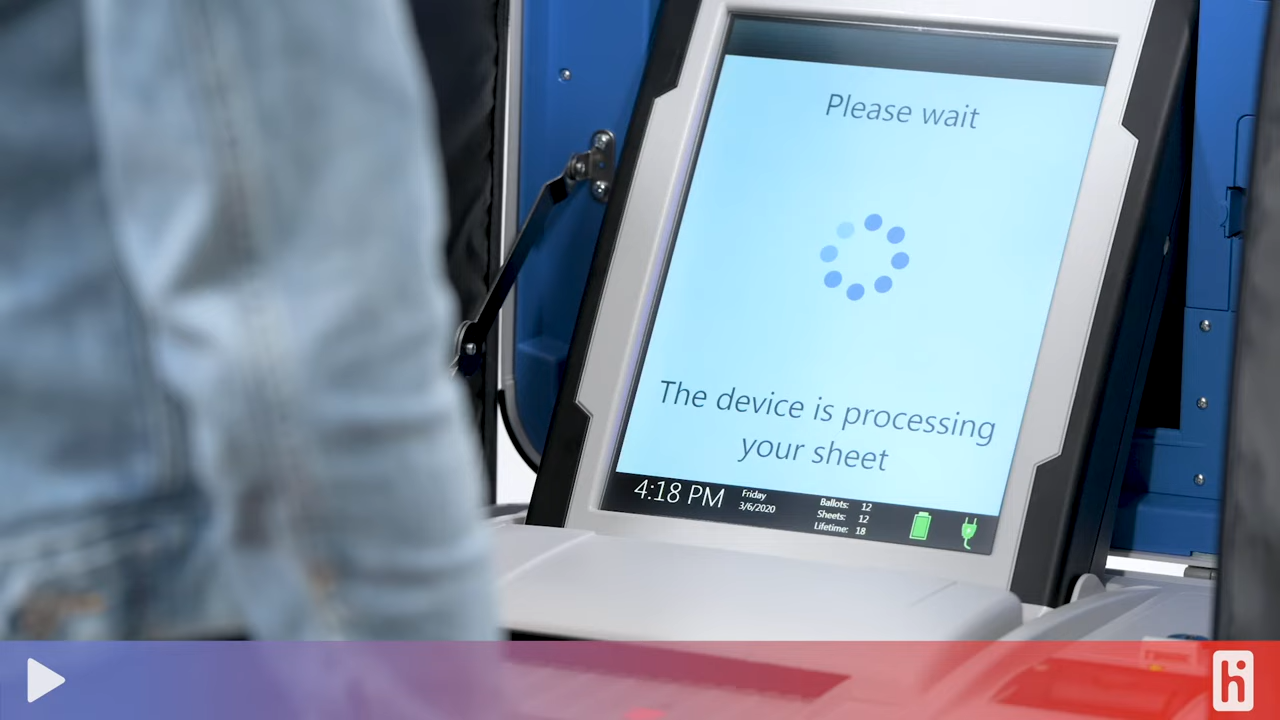 Please wait
The device is processing
your sheet
4:18 PM
Friday
3/6/2020
Ballots: 12
Sheets: 12
Lifetime: 18
hi